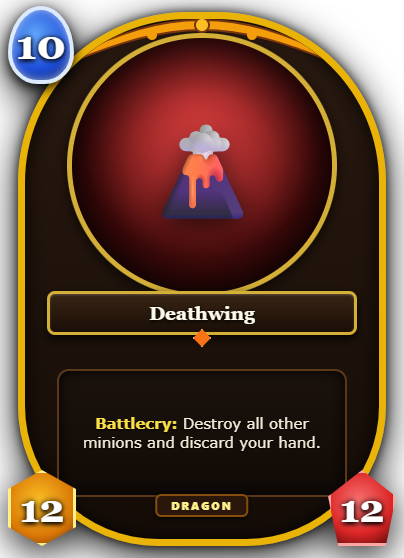 10
Deathwing
Battlecry: Destroy all other
minions and discard your hand.
12
DRAGON
12